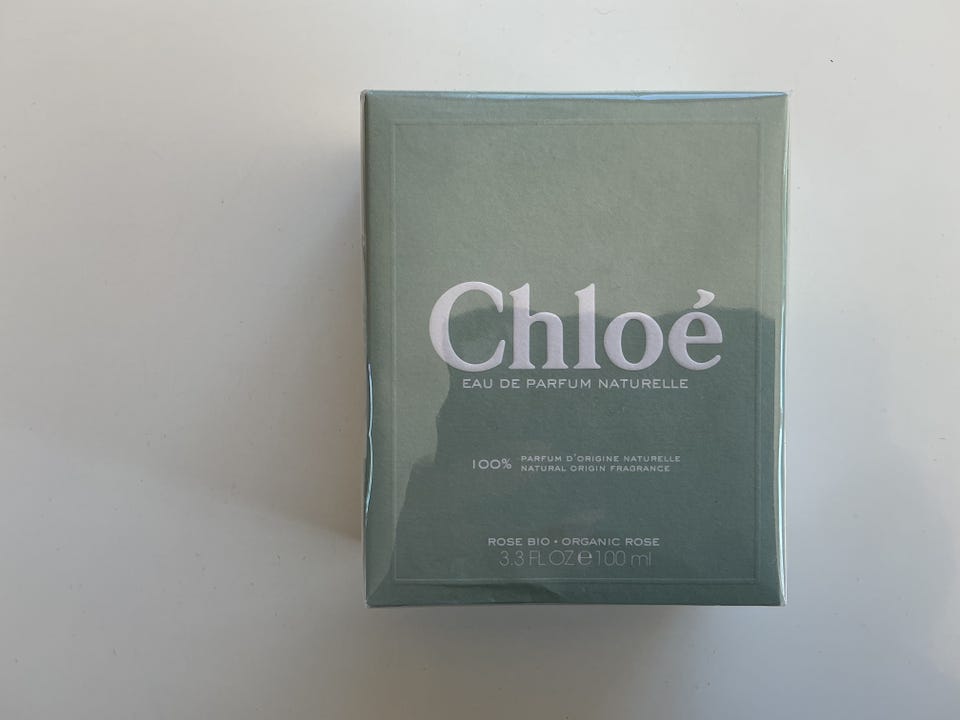 Chloé
EAU DE PARFUM NATURELLE
100% PARFUM D'ORIGINE NATURELLE
NATURAL ORIGIN FRAGRANCE
ROSE BIO • ORGANIC ROSE
3.3 FL OZ ℮ 100 ml